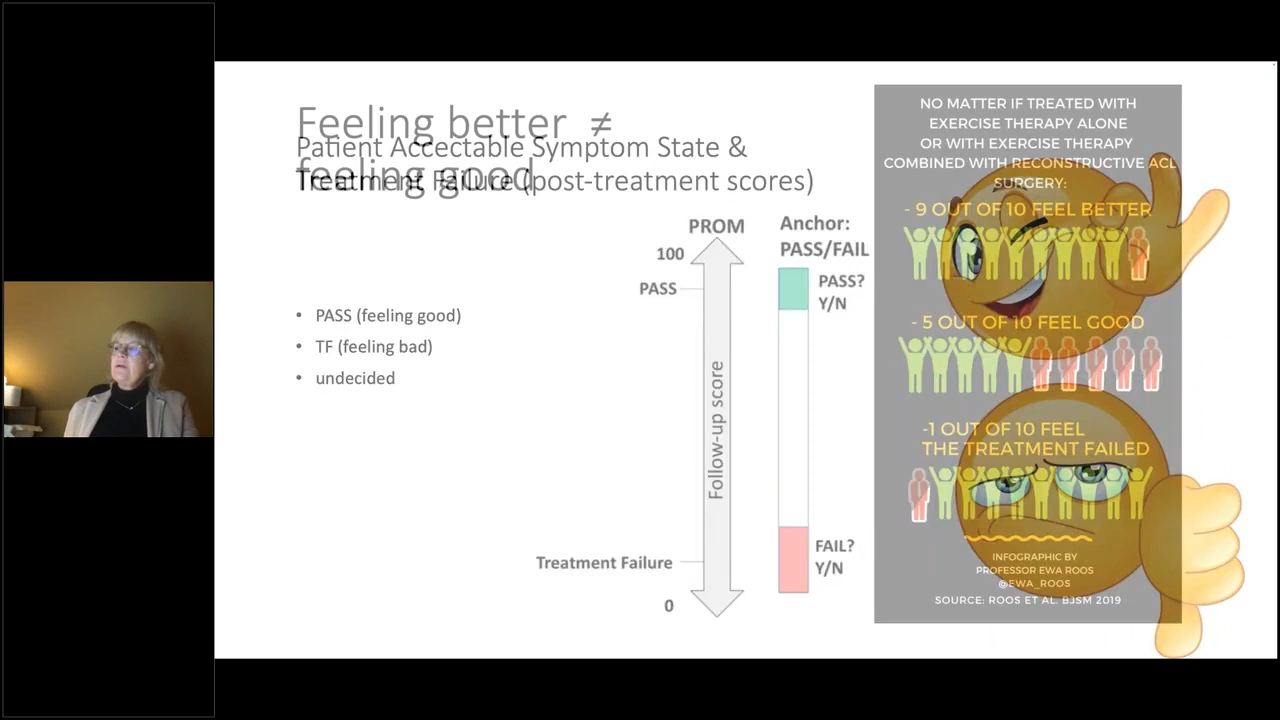 Feeling better ≠
feeling good
Patient Accectable Symptom State &
Treatment Failure (post-treatment scores)
• PASS (feeling good)
• TF (feeling bad)
• undecided
PROM
100
PASS
Follow-up score
Treatment Failure
0
Anchor:
PASS/FAIL
PASS?
Y/N
FAIL?
Y/N
NO MATTER IF TREATED WITH
EXERCISE THERAPY ALONE
OR WITH EXERCISE THERAPY
COMBINED WITH RECONSTRUCTIVE ACL
SURGERY:
- 9 OUT OF 10 FEEL BETTER
- 5 OUT OF 10 FEEL GOOD
-1 OUT OF 10 FEEL
THE TREATMENT FAILED
INFOGRAPHIC BY
PROFESSOR EWA ROOS
@EWA_ROOS
SOURCE: ROOS ET AL. BJSM 2019